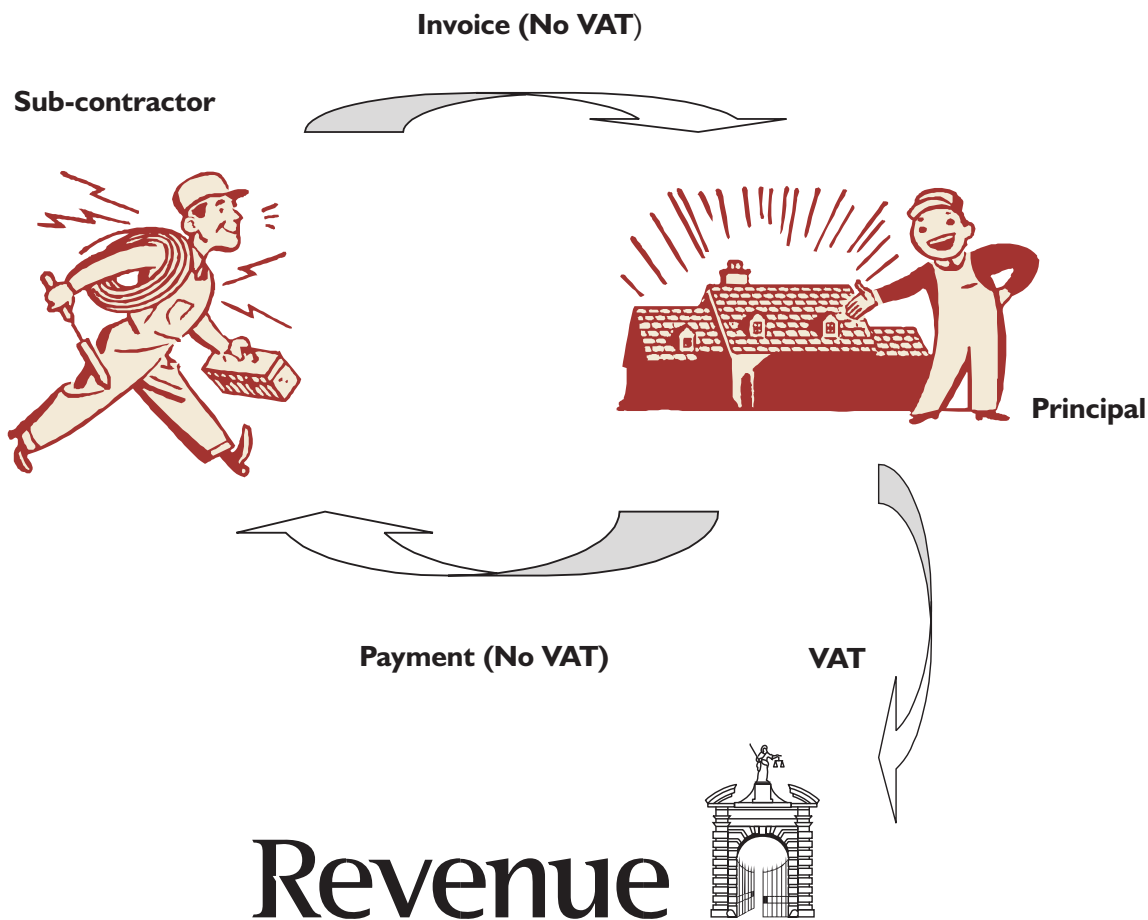 Invoice (No VAT)
Sub-contractor
Principal
Payment (No VAT)
VAT
Revenue